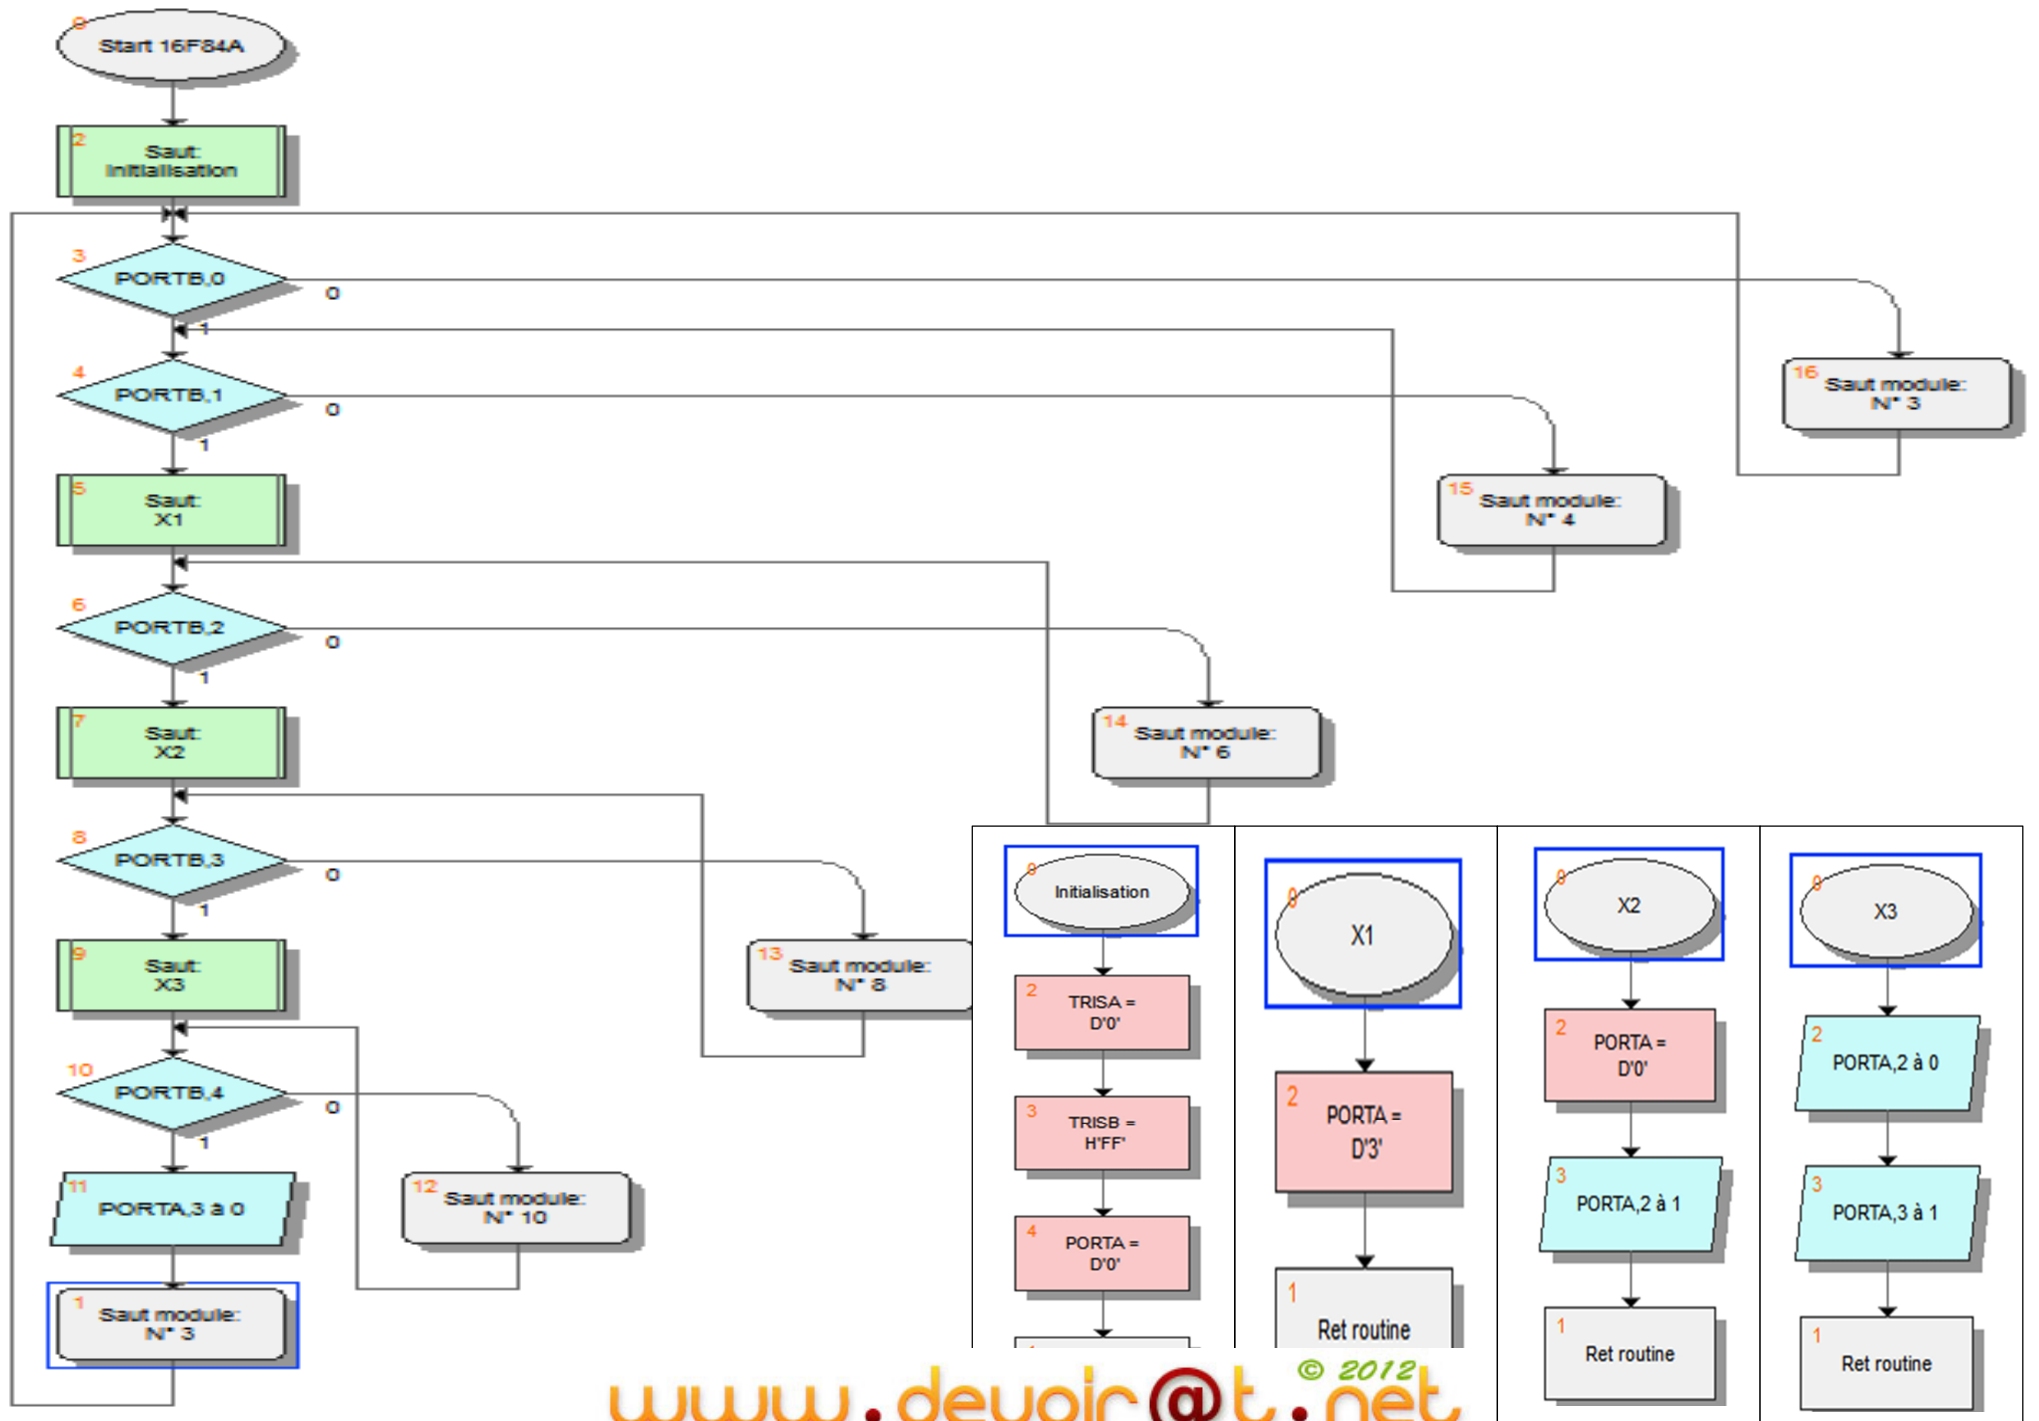 0
Start 16F84A
2
Saut:
Initialisation
3
PORTB,0
0
1
16
Saut module:
N° 3
4
PORTB,1
0
1
15
Saut module:
N° 4
5
Saut:
X1
6
PORTB,2
0
1
14
Saut module:
N° 6
7
Saut:
X2
8
PORTB,3
0
1
13
Saut module:
N° 8
9
Saut:
X3
10
PORTB,4
0
1
12
Saut module:
N° 10
11
PORTA,3 à 0
1
Saut module:
N° 3
0
Initialisation
2
TRISA =
D'0'
3
TRISB =
H'FF'
4
PORTA =
D'0'
0
X1
2
PORTA =
D'3'
1
Ret routine
0
X2
2
PORTA =
D'0'
3
PORTA,2 à 1
1
Ret routine
0
X3
2
PORTA,2 à 0
3
PORTA,3 à 1
1
Ret routine
© 2012
www.devoir@t.net